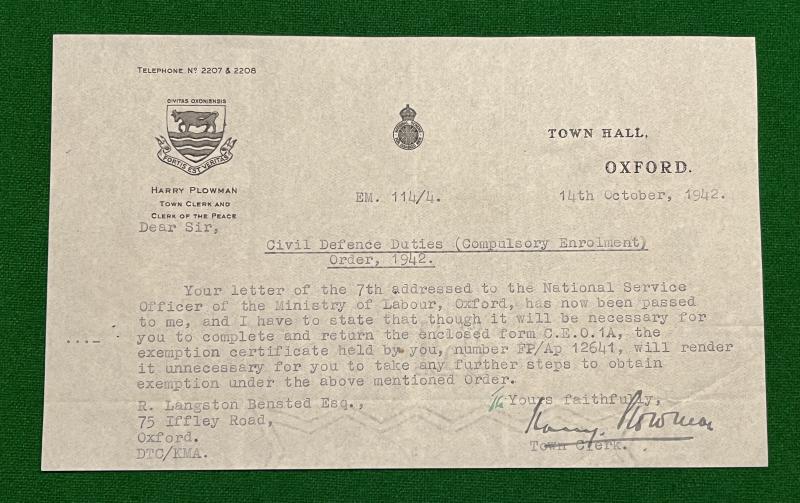 TELEPHONE Nº 2207 & 2208
CIVITAS OXONIENSIS
FORTIS EST VERITAS
TOWN HALL,
OXFORD.
HARRY PLOWMAN
TOWN CLERK AND
CLERK OF THE PEACE
EM. 114/4.
14th October, 1942.
Dear Sir,
Civil Defence Duties (Compulsory Enrolment)
Order, 1942.
Your letter of the 7th addressed to the National Service
Officer of the Ministry of Labour, Oxford, has now been passed
to me, and I have to state that though it will be necessary for
....- you to complete and return the enclosed form C.E.O.1A, the
exemption certificate held by you, number FP/Ap 12641, will render
it unnecessary for you to take any further steps to obtain
exemption under the above mentioned Order.
R. Langston Bensted Esq.,
75 Iffley Road,
Oxford.
DTC/KMA.
Yours faithfully,
Harry Plowman
Town Clerk.